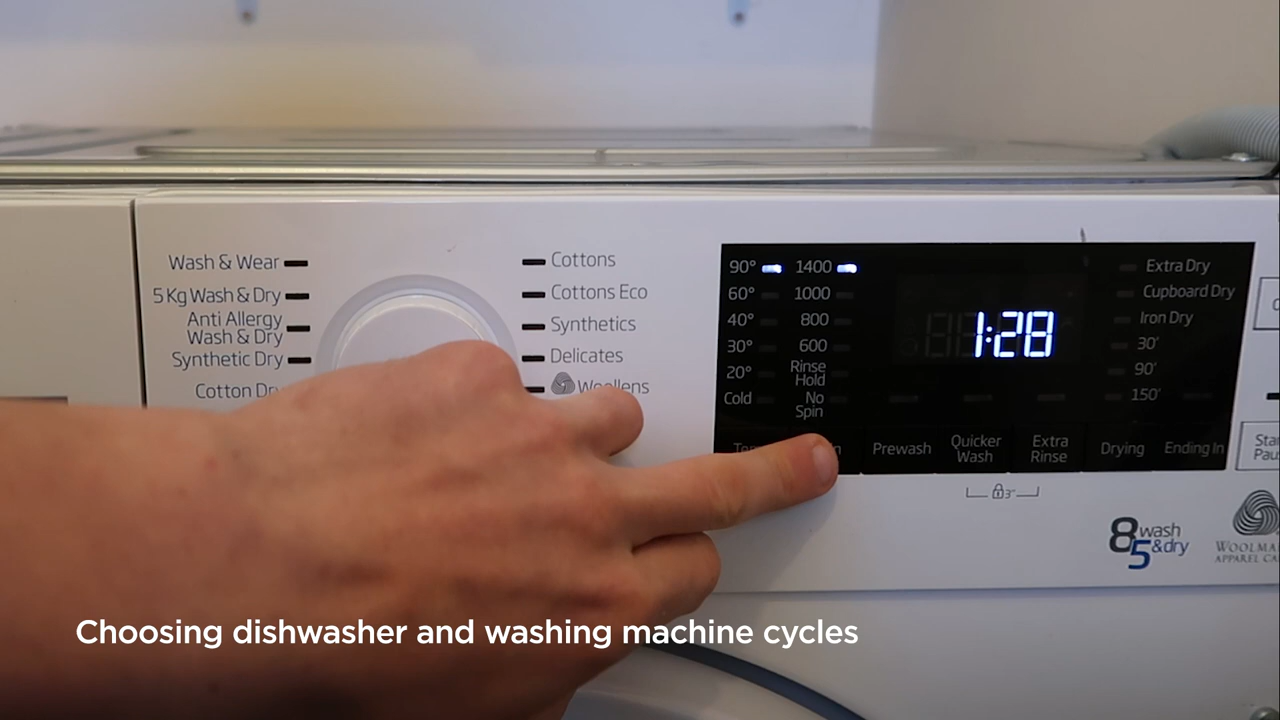 Wash & Wear
5 Kg Wash & Dry
Anti Allergy
Wash & Dry
Synthetic Dry
Cotton
Cottons
Cottons Eco
Synthetics
Delicates
Woollens
90° 1400
60° 1000
40° 800
30° 600
20° Rinse
Hold
Cold No
Spin
1:28
Extra Dry
Cupboard Dry
Iron Dry
30'
90'
150'
Prewash
Quicker
Wash
Extra
Rinse
Drying
Ending In
3"
8 wash
5 & dry
Choosing dishwasher and washing machine cycles